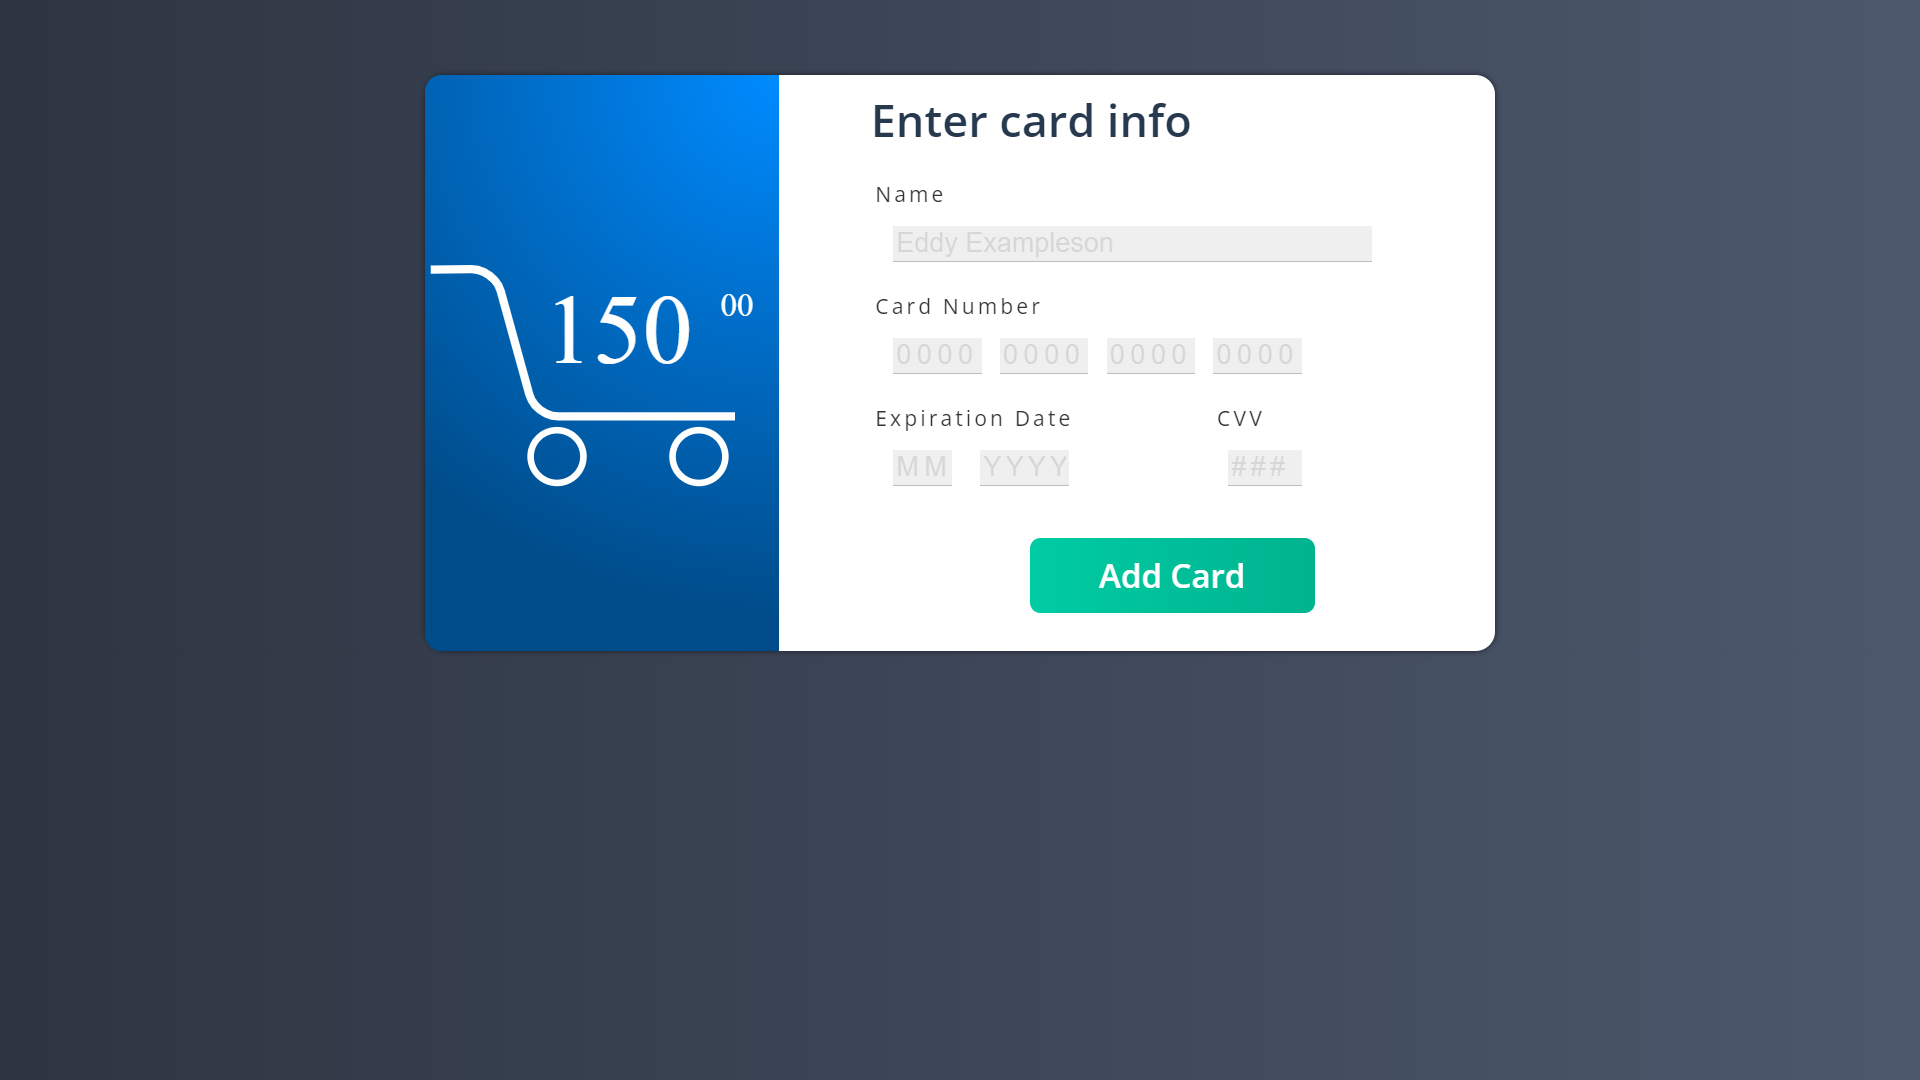 150 00
Enter card info
Name
Eddy Exampleson
Card Number
0000 0000 0000 0000
Expiration Date CVV
MM YYYY ###
Add Card